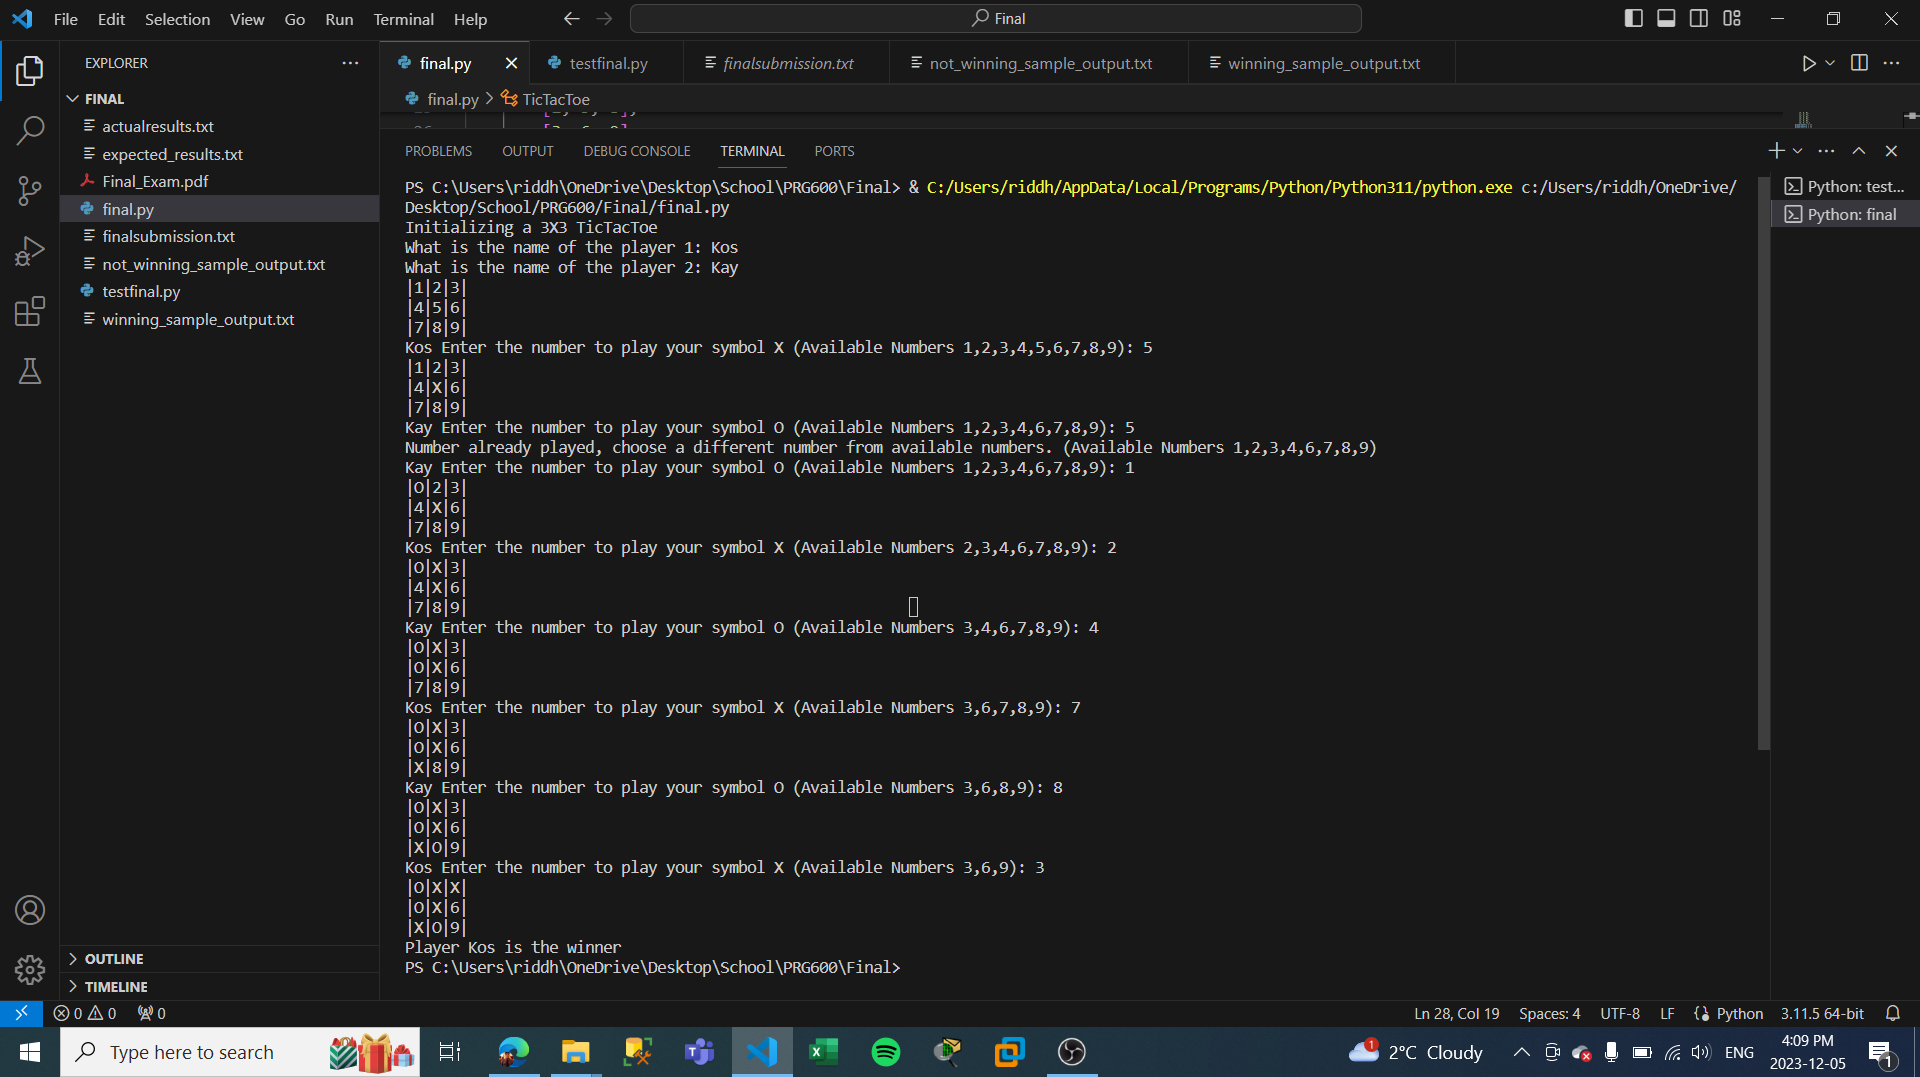 File Edit Selection View Go Run Terminal Help
Final
EXPLORER
FINAL
actualresults.txt
expected_results.txt
Final_Exam.pdf
final.py
finalsubmission.txt
not_winning_sample_output.txt
testfinal.py
winning_sample_output.txt
OUTLINE
TIMELINE
final.py testfinal.py finalsubmission.txt not_winning_sample_output.txt winning_sample_output.txt
final.py > TicTacToe
PROBLEMS OUTPUT DEBUG CONSOLE TERMINAL PORTS
PS C:\Users\riddh\OneDrive\Desktop\School\PRG600\Final> & C:/Users/riddh/AppData/Local/Programs/Python/Python311/python.exe c:/Users/riddh/OneDrive/
Desktop/School/PRG600/Final/final.py
Initializing a 3X3 TicTacToe
What is the name of the player 1: Kos
What is the name of the player 2: Kay
|1|2|3|
|4|5|6|
|7|8|9|
Kos Enter the number to play your symbol X (Available Numbers 1,2,3,4,5,6,7,8,9): 5
|1|2|3|
|4|X|6|
|7|8|9|
Kay Enter the number to play your symbol O (Available Numbers 1,2,3,4,6,7,8,9): 5
Number already played, choose a different number from available numbers. (Available Numbers 1,2,3,4,6,7,8,9)
Kay Enter the number to play your symbol O (Available Numbers 1,2,3,4,6,7,8,9): 1
|O|2|3|
|4|X|6|
|7|8|9|
Kos Enter the number to play your symbol X (Available Numbers 2,3,4,6,7,8,9): 2
|O|X|3|
|4|X|6|
|7|8|9|
Kay Enter the number to play your symbol O (Available Numbers 3,4,6,7,8,9): 4
|O|X|3|
|O|X|6|
|7|8|9|
Kos Enter the number to play your symbol X (Available Numbers 3,6,7,8,9): 7
|O|X|3|
|O|X|6|
|X|8|9|
Kay Enter the number to play your symbol O (Available Numbers 3,6,8,9): 8
|O|X|3|
|O|X|6|
|X|O|9|
Kos Enter the number to play your symbol X (Available Numbers 3,6,9): 3
|O|X|X|
|O|X|6|
|X|O|9|
Player Kos is the winner
PS C:\Users\riddh\OneDrive\Desktop\School\PRG600\Final>
Python: test...
Python: final
0 0 0
Ln 28, Col 19 Spaces: 4 UTF-8 LF Python 3.11.5 64-bit
Type here to search
1 2°C Cloudy
ENG
4:09 PM
2023-12-05
1